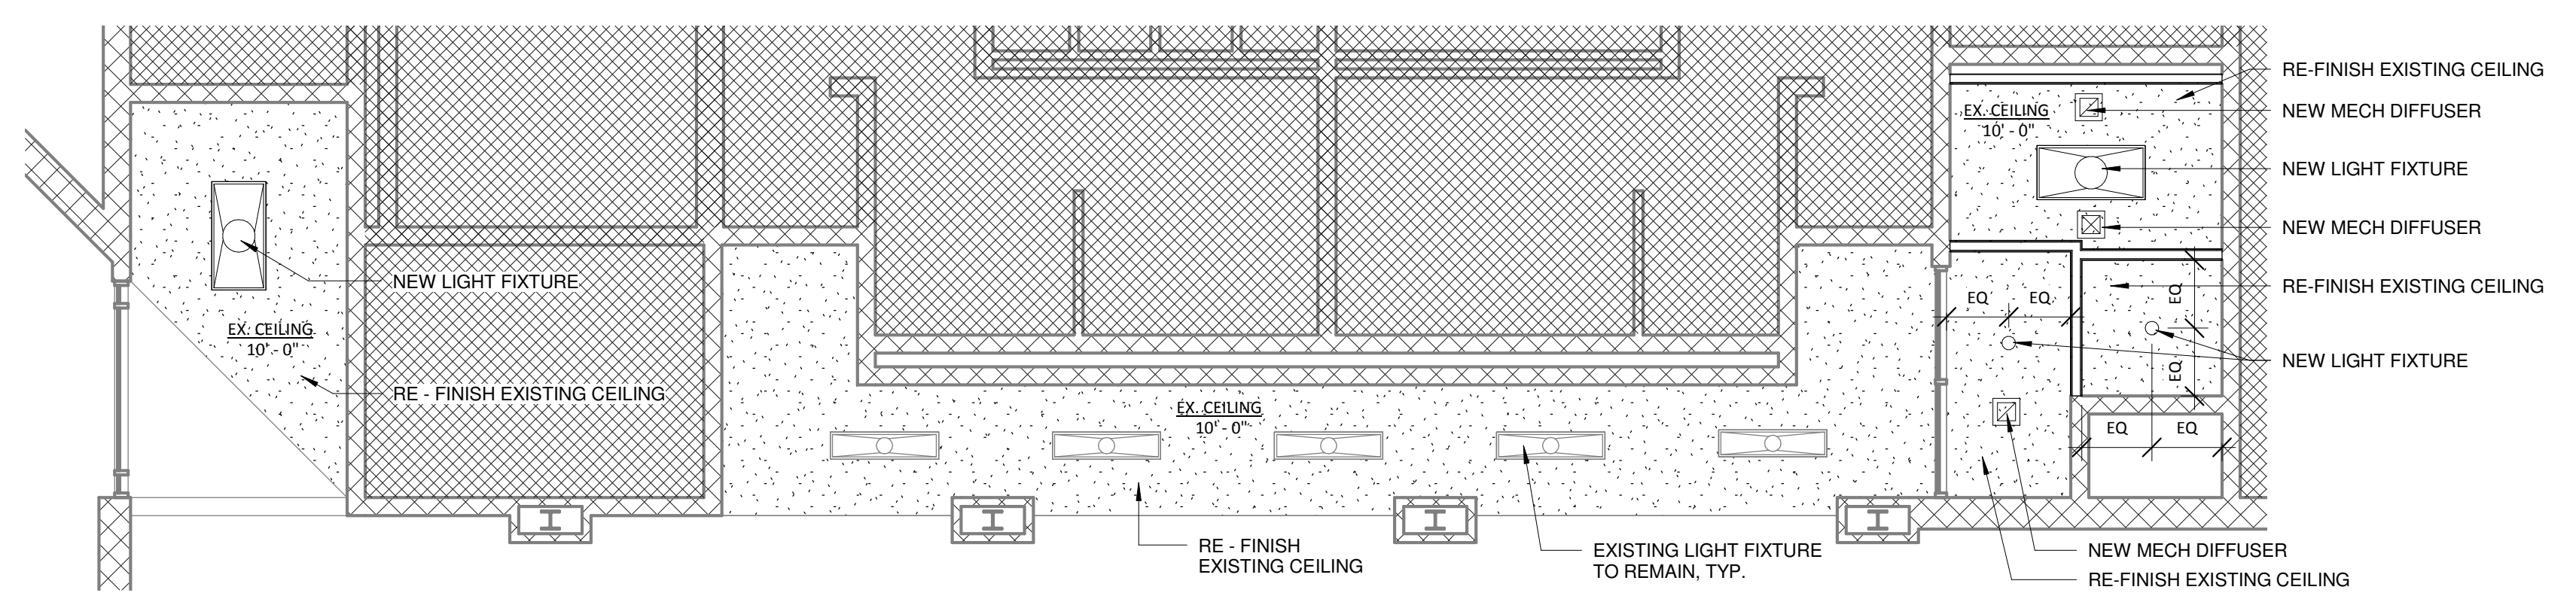 RE-FINISH EXISTING CEILING
EX. CEILING
10' - 0"
NEW MECH DIFFUSER
NEW LIGHT FIXTURE
NEW MECH DIFFUSER
NEW LIGHT FIXTURE
RE-FINISH EXISTING CEILING
EQ
EQ
EQ
EX. CEILING
10' - 0"
NEW LIGHT FIXTURE
EQ
RE - FINISH EXISTING CEILING
EX. CEILING
10' - 0"
EQ
EQ
RE - FINISH
EXISTING CEILING
EXISTING LIGHT FIXTURE
TO REMAIN, TYP.
NEW MECH DIFFUSER
RE-FINISH EXISTING CEILING